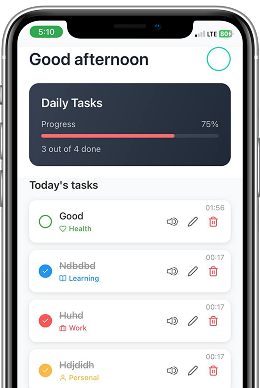 5:10 LTE 80+
Good afternoon
Daily Tasks
Progress 75%
3 out of 4 done
Today's tasks
01:56
Good
Health
00:17
Ndbdbd
Learning
00:17
Huhd
Work
00:17
Hdjdidh
Personal